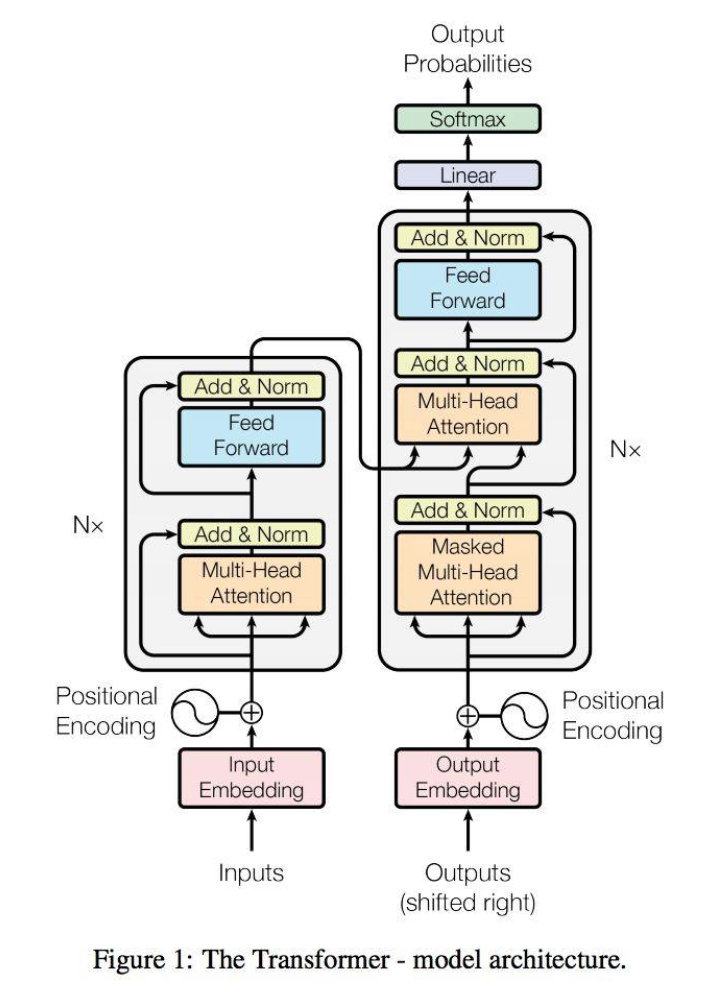 Output
Probabilities
Softmax
Linear
Add & Norm
Feed
Forward
Add & Norm
Multi-Head
Attention
Add & Norm
Masked
Multi-Head
Attention
Nx
Add & Norm
Feed
Forward
Add & Norm
Multi-Head
Attention
Nx
Positional
Encoding
Positional
Encoding
Input
Embedding
Output
Embedding
Inputs
Outputs
(shifted right)
Figure 1: The Transformer - model architecture.